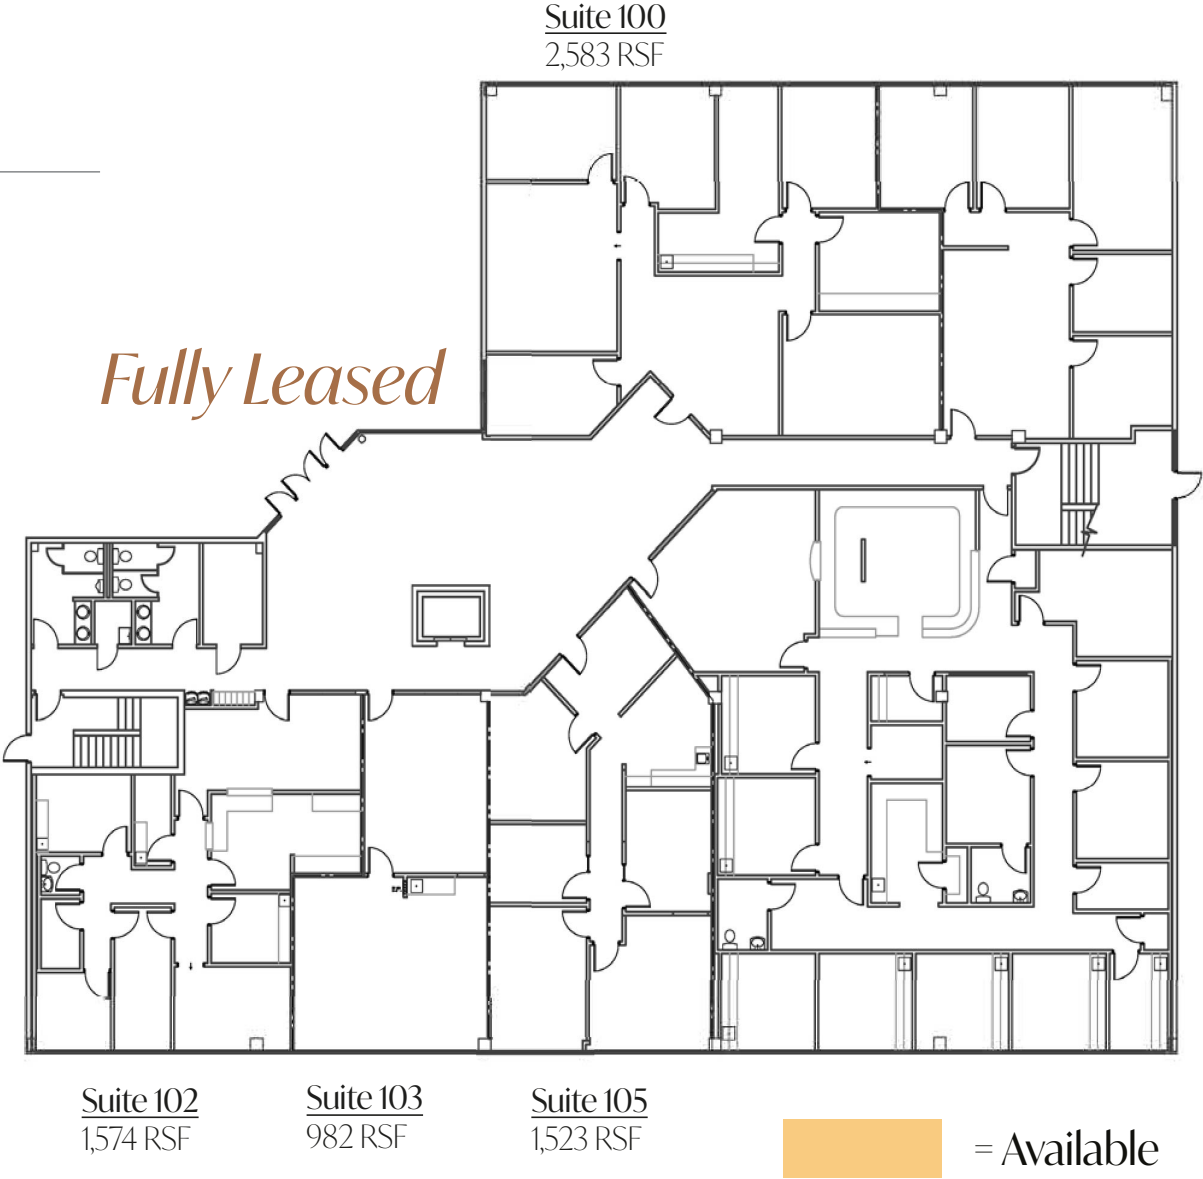 Suite 100
2,583 RSF
Fully Leased
Suite 102
1,574 RSF
Suite 103
982 RSF
Suite 105
1,523 RSF
= Available